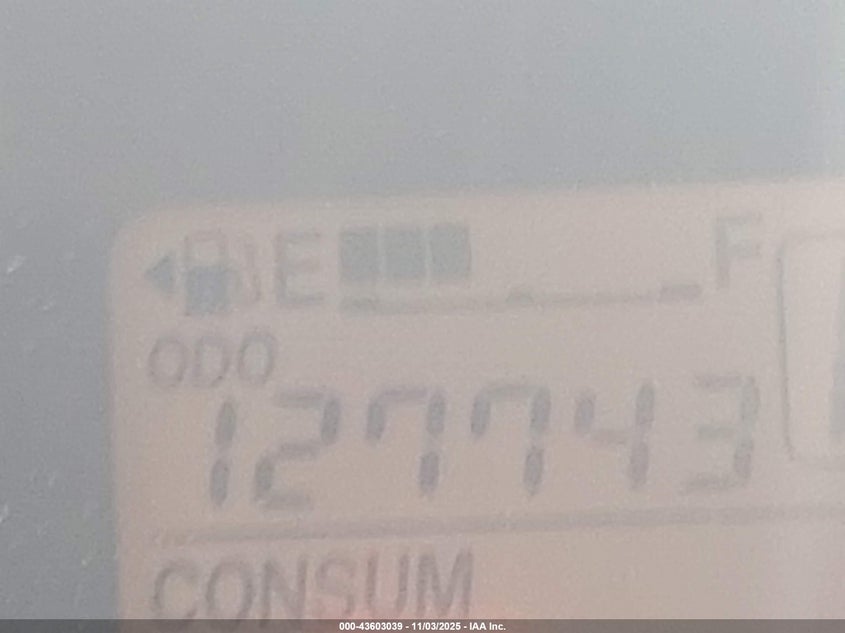 E F
ODO
127743
CONSUM
000-43603039 - 11/03/2025 - IAA Inc.